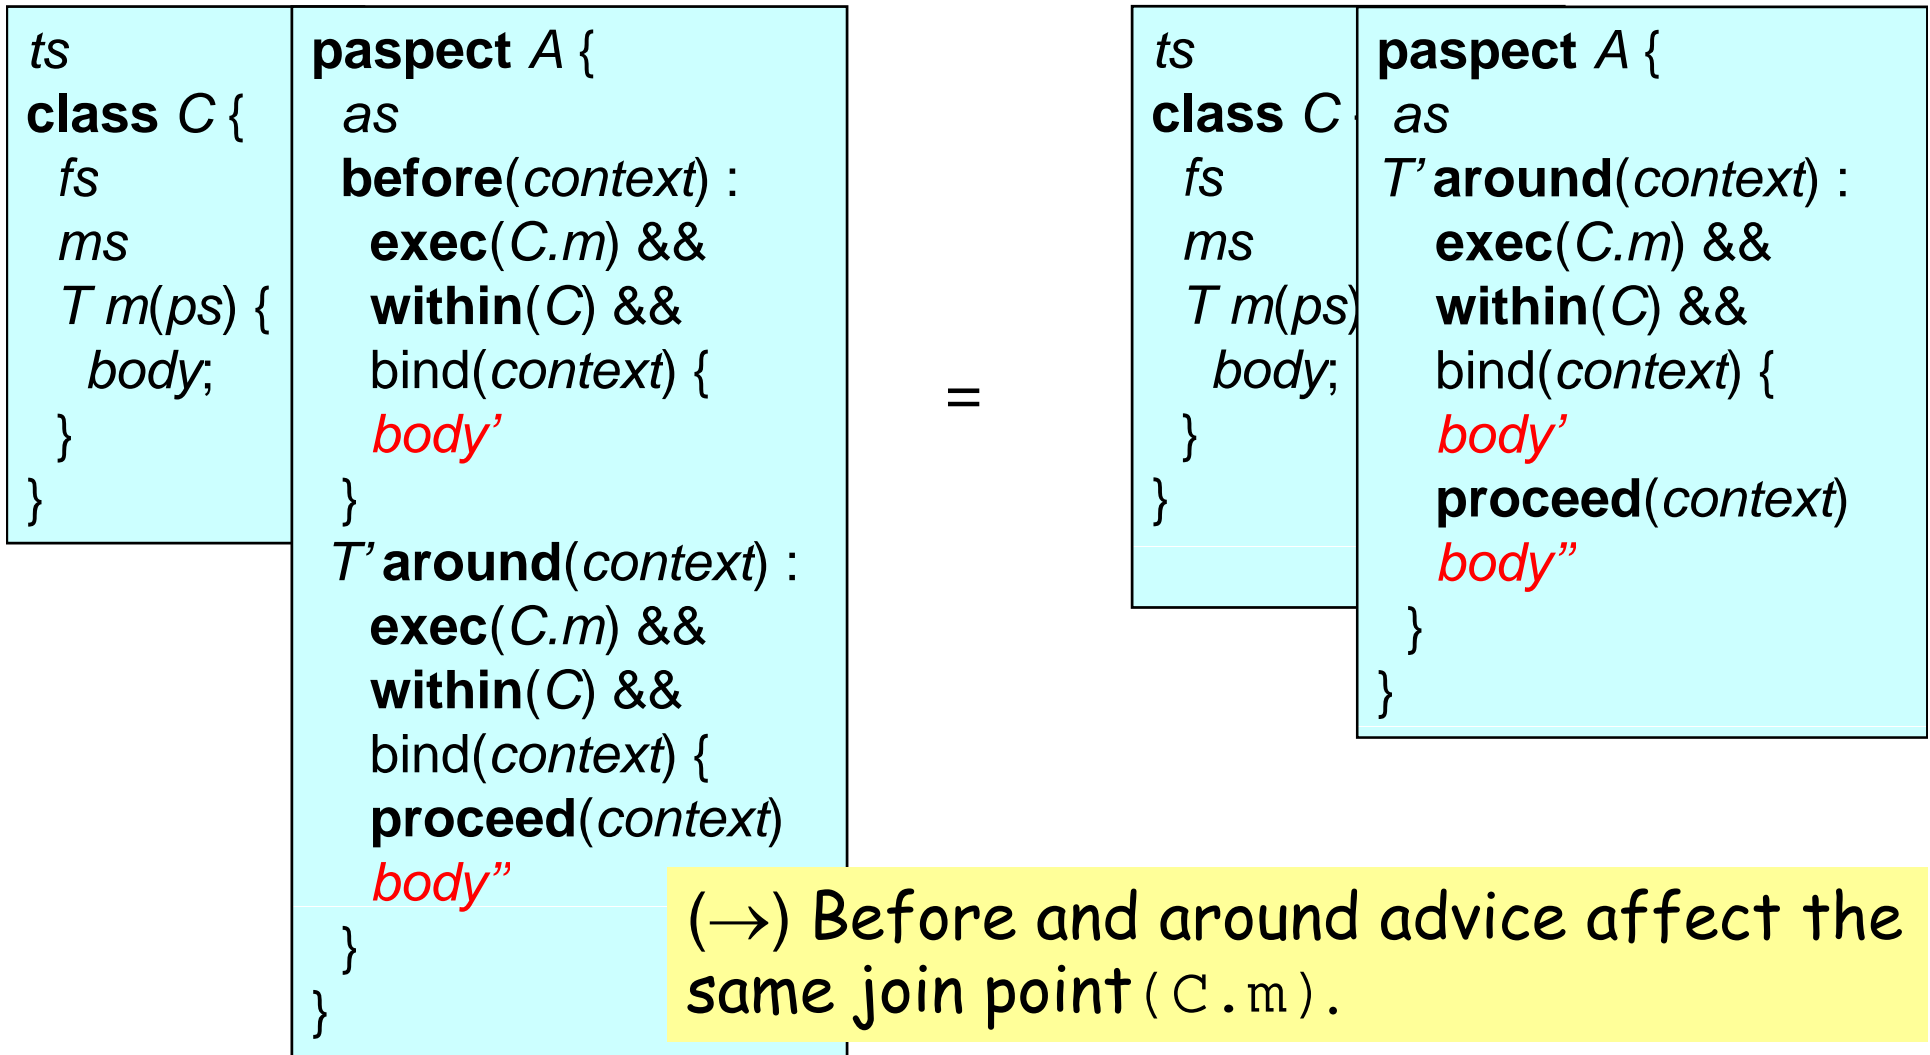 ts
class C {
fs
ms
T m(ps) {
body;
}
}
paspect A {
as
before(context) :
exec(C.m) &&
within(C) &&
bind(context) {
body’
}
T’ around(context) :
exec(C.m) &&
within(C) &&
bind(context) {
proceed(context)
body”
}
}
=
ts
class C
fs
ms
T m(ps)
body;
}
}
paspect A {
as
T’ around(context) :
exec(C.m) &&
within(C) &&
bind(context) {
body’
proceed(context)
body”
}
}
(→) Before and around advice affect the
same join point(C.m).